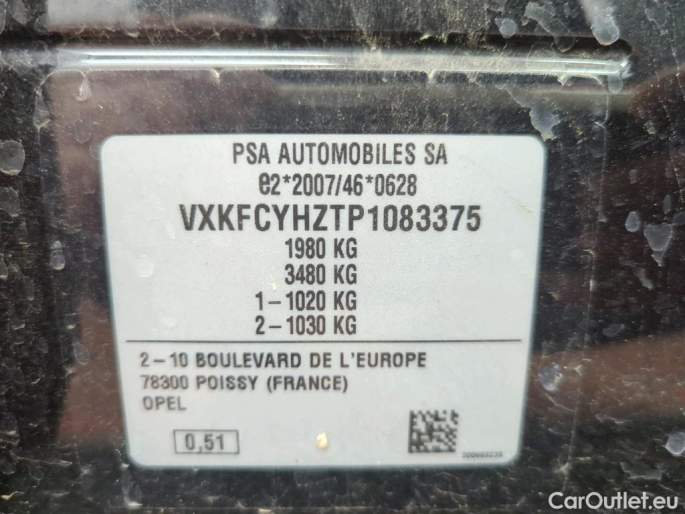 PSA AUTOMOBILES SA
e2*2007/46*0628
VXKFCYHZTP1083375
1980 KG
3480 KG
1-1020 KG
2-1030 KG
2-10 BOULEVARD DE L'EUROPE
78300 POISSY (FRANCE)
OPEL
0,51
CarOutlet.eu